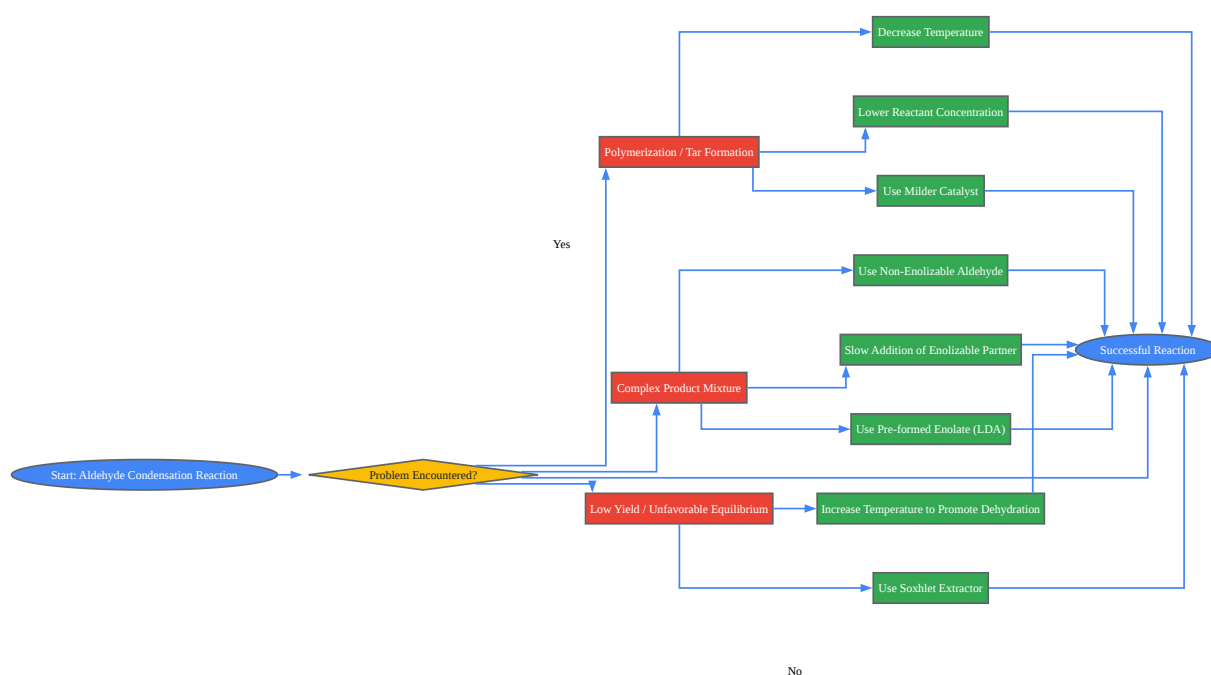 Decrease Temperature
Lower Reactant Concentration
Polymerization / Tar Formation
Use Milder Catalyst
Yes
Use Non-Enolizable Aldehyde
Slow Addition of Enolizable Partner
Successful Reaction
Complex Product Mixture
Use Pre-formed Enolate (LDA)
Start: Aldehyde Condensation Reaction
Problem Encountered?
Low Yield / Unfavorable Equilibrium
Increase Temperature to Promote Dehydration
Use Soxhlet Extractor
No